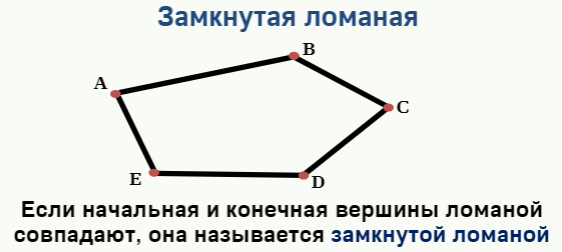 Замкнутая ломаная
B
A
C
E
D
Если начальная и конечная вершины ломаной
совпадают, она называется замкнутой ломаной